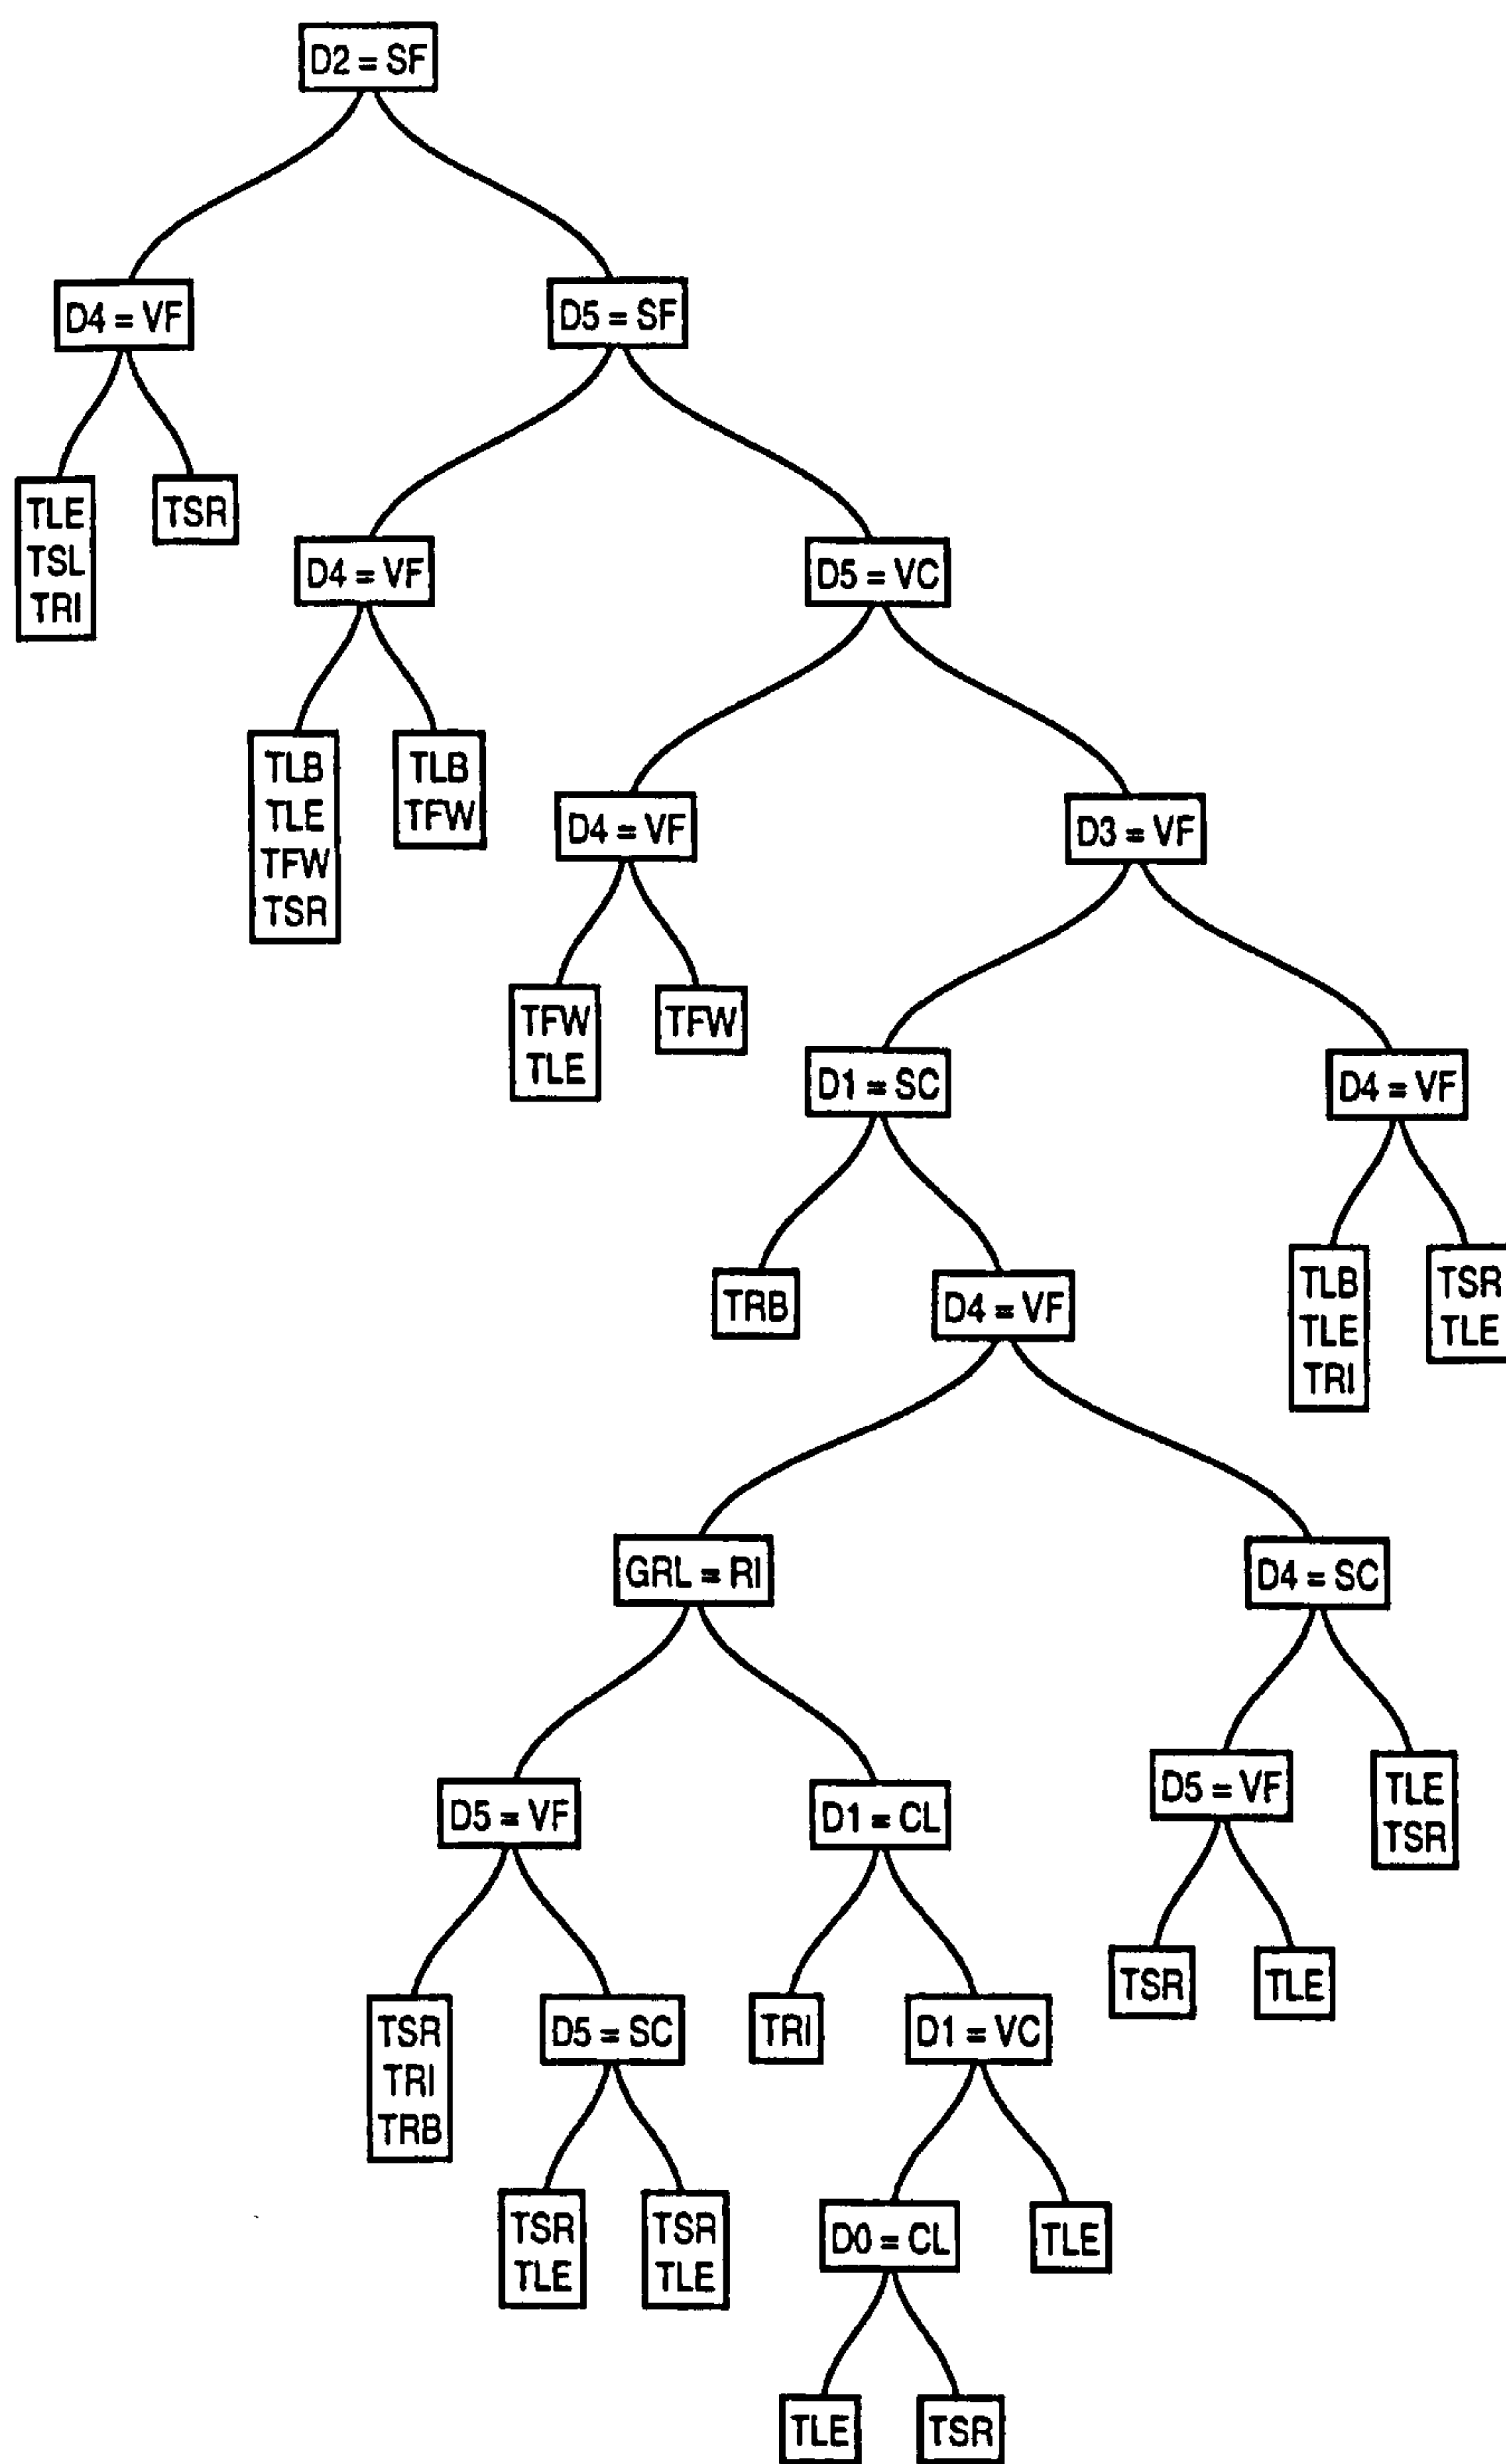 D2 = SF
D4 = VF
D5 = SF
TLE
TSL
TRI
TSR
D4 = VF
D5 = VC
TLB
TLE
TFW
TSR
TLB
TFW
D4 = VF
D3 = VF
TFW
TLE
TFW
D1 = SC
D4 = VF
TRB
D4 = VF
TLB
TLE
TRI
TSR
TLE
GRL = RI
D4 = SC
D5 = VF
D1 = CL
D5 = VF
TLE
TSR
TSR
TRI
TRB
D5 = SC
TRI
D1 = VC
TSR
TLE
TSR
TLE
TSR
TLE
D0 = CL
TLE
TLE
TSR